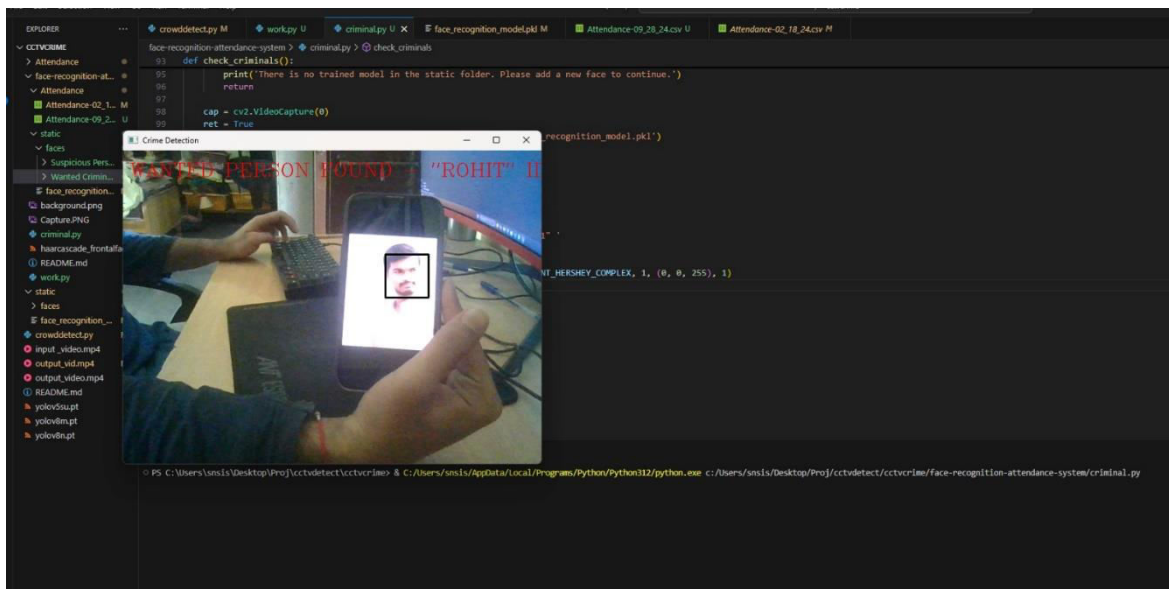 EXPLORER
crowddetect.py M
work.py U
criminal.py U
face_recognition_model.pkl M
Attendance-09_28_24.csv U
Attendance-02_18_24.csv M
face-recognition-attendance-system > criminal.py > check_criminals
CCTVCRIME
> Attendance
face-recognition-at...
Attendance
Attendance-02_1... M
Attendance-09_2... U
static
faces
> Suspicious Pers...
> Wanted Crimin...
face_recognition...
background.png
Capture.PNG
criminal.py
haarcascade_frontalfa
README.md
work.py
static
> faces
face_recognition_...
crowddetect.py
input _video.mp4
output_vid.mp4
output_video.mp4
README.md
yolov5su.pt
yolov8m.pt
yolov8n.pt
93 def check_criminals():
95 print('There is no trained model in the static folder. Please add a new face to continue.')
96 return
97
98 cap = cv2.VideoCapture(0)
99 ret = True
_recognition_model.pkl')
NT_HERSHEY_COMPLEX, 1, (0, 0, 255), 1)
Crime Detection
WANTED PERSON FOUND - "ROHIT" II
PS C:\Users\snsis\Desktop\Proj\cctvdetect\cctvcrime> & C:/Users/snsis/AppData/Local/Programs/Python/Python312/python.exe c:/Users/snsis/Desktop/Proj/cctvdetect/cctvcrime/face-recognition-attendance-system/criminal.py